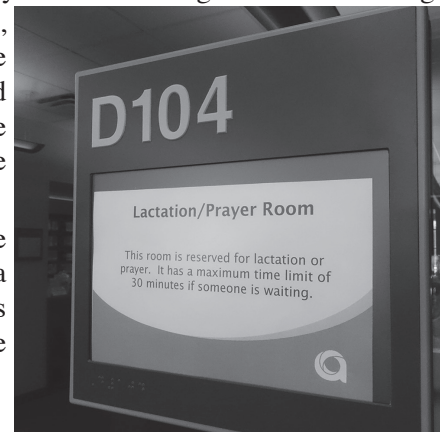 D104
Lactation/Prayer Room
This room is reserved for lactation or
prayer. It has a maximum time limit of
30 minutes if someone is waiting.